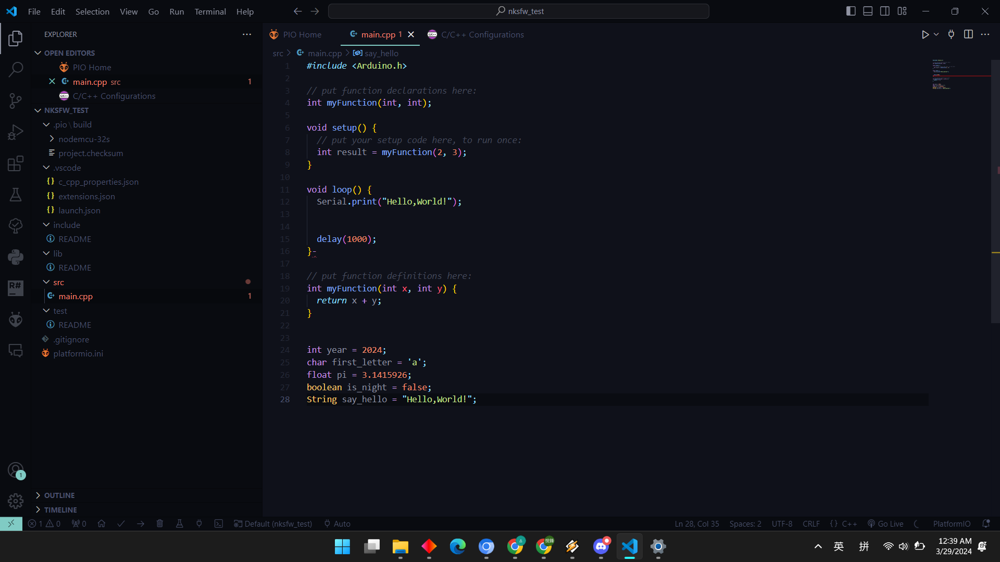 File Edit Selection View Go Run Terminal Help
nksfw_test
EXPLORER
OPEN EDITORS
PIO Home
main.cpp src 1
C/C++ Configurations
NKSFW_TEST
.pio \ build
nodemcu-32s
project.checksum
.vscode
{} c_cpp_properties.json
{} extensions.json
{} launch.json
include
README
lib
README
src
main.cpp 1
test
README
.gitignore
platformio.ini
OUTLINE
TIMELINE
PIO Home
main.cpp 1
C/C++ Configurations
src > main.cpp > say_hello
1 #include <Arduino.h>
2
3 // put function declarations here:
4 int myFunction(int, int);
5
6 void setup() {
7 // put your setup code here, to run once:
8 int result = myFunction(2, 3);
9 }
10
11 void loop() {
12 Serial.print("Hello,World!");
13
14
15 delay(1000);
16 }-
17
18 // put function definitions here:
19 int myFunction(int x, int y) {
20 return x + y;
21 }
22
23
24 int year = 2024;
25 char first_letter = 'a';
26 float pi = 3.1415926;
27 boolean is_night = false;
28 String say_hello = "Hello,World!";
R#
1
1 0 0 Default (nksfw_test) Auto
Ln 28, Col 35 Spaces: 2 UTF-8 CRLF {} C++ Go Live PlatformIO
英 拼
12:39 AM
3/29/2024